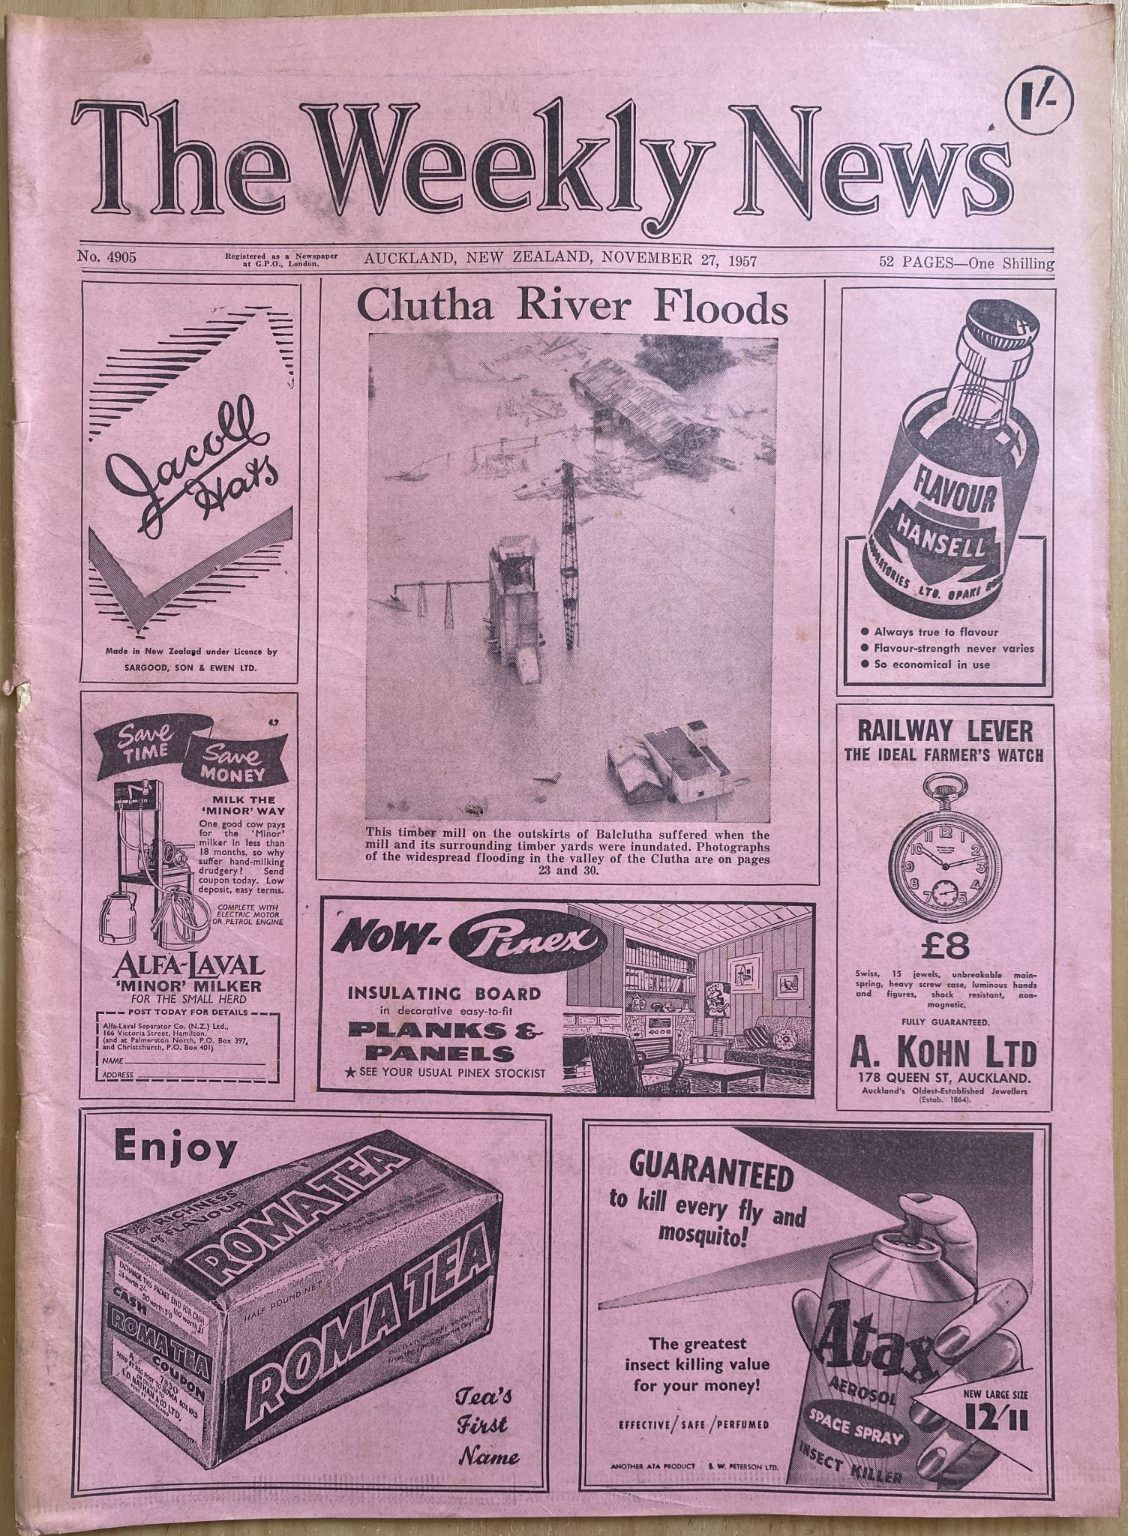 The Weekly News
1/-
No. 4905
Registered as a Newspaper
at G.P.O., London.
AUCKLAND, NEW ZEALAND, NOVEMBER 27, 1957
52 PAGES—One Shilling
Jacoll
Hats
Made in New Zealand under Licence by
SARGOOD, SON & EWEN LTD.
Clutha River Floods
This timber mill on the outskirts of Balclutha suffered when the
mill and its surrounding timber yards were inundated. Photographs
of the widespread flooding in the valley of the Clutha are on pages
23 and 30.
FLAVOUR
HANSELL
LTD. OPAKI
● Always true to flavour
● Flavour-strength never varies
● So economical in use
Save
TIME
Save
MONEY
4.7
MILK THE
'MINOR' WAY
One good cow pays
for the 'Minor'
milker in less than
18 months, so why
suffer hand-milking
drudgery? Send
coupon today. Low
deposit, easy terms.
COMPLETE WITH
ELECTRIC MOTOR
OR PETROL ENGINE
ALFA-LAVAL
'MINOR' MILKER
FOR THE SMALL HERD
POST TODAY FOR DETAILS
Alfa-Laval Separator Co. (N.Z.) Ltd.,
166 Victoria Street, Hamilton.
(and at Palmerston North, P.O. Box 397,
and Christchurch, P.O. Box 401)
NAME
ADDRESS
NOW- Pinex
INSULATING BOARD
in decorative easy-to-fit
PLANKS &
PANELS
★ SEE YOUR USUAL PINEX STOCKIST
RAILWAY LEVER
THE IDEAL FARMER'S WATCH
£8
Swiss, 15 jewels, unbreakable main-
spring, heavy screw case, luminous hands
and figures, shock resistant, non-
magnetic.
FULLY GUARANTEED.
A. KOHN LTD
178 QUEEN ST, AUCKLAND.
Auckland's Oldest-Established Jewellers
(Estab. 1864).
Enjoy
for RICHNESS
of FLAVOUR
ROMA TEA
HALF POUND NET
ROMA TEA
CASH
ROMA TEA
COUPON
Tea's
First
Name
GUARANTEED
to kill every fly and
mosquito!
The greatest
insect killing value
for your money!
EFFECTIVE/SAFE/PERFUMED
ANOTHER ATA PRODUCT S. W. PETERSON LTD.
Atax
AEROSOL
SPACE SPRAY
INSECT KILLER
NEW LARGE SIZE
12/11